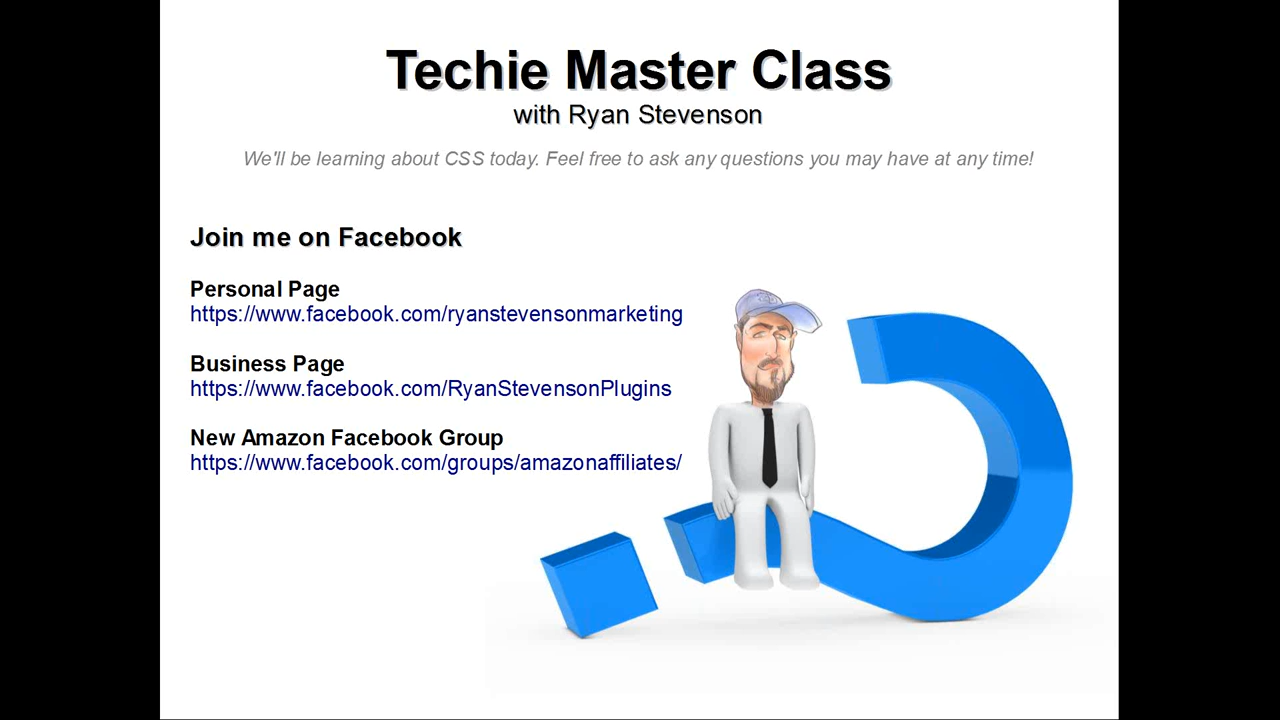 Techie Master Class
with Ryan Stevenson
We'll be learning about CSS today. Feel free to ask any questions you may have at any time!
Join me on Facebook
Personal Page
https://www.facebook.com/ryanstevensonmarketing
Business Page
https://www.facebook.com/RyanStevensonPlugins
New Amazon Facebook Group
https://www.facebook.com/groups/amazonaffiliates/